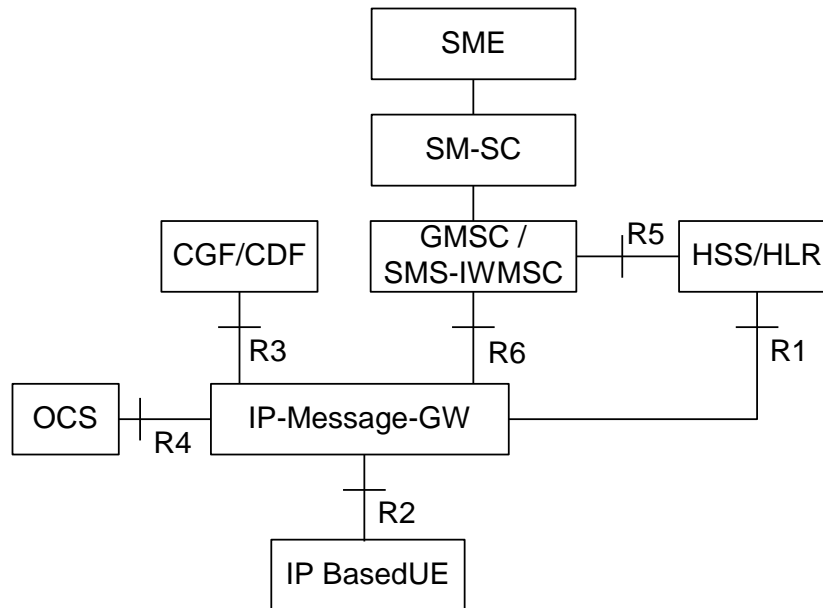 SME
SM-SC
GMSC /
SMS-IWMSC
R5
HSS/HLR
CGF/CDF
R3
R6
R1
OCS
R4
IP-Message-GW
R2
IP BasedUE